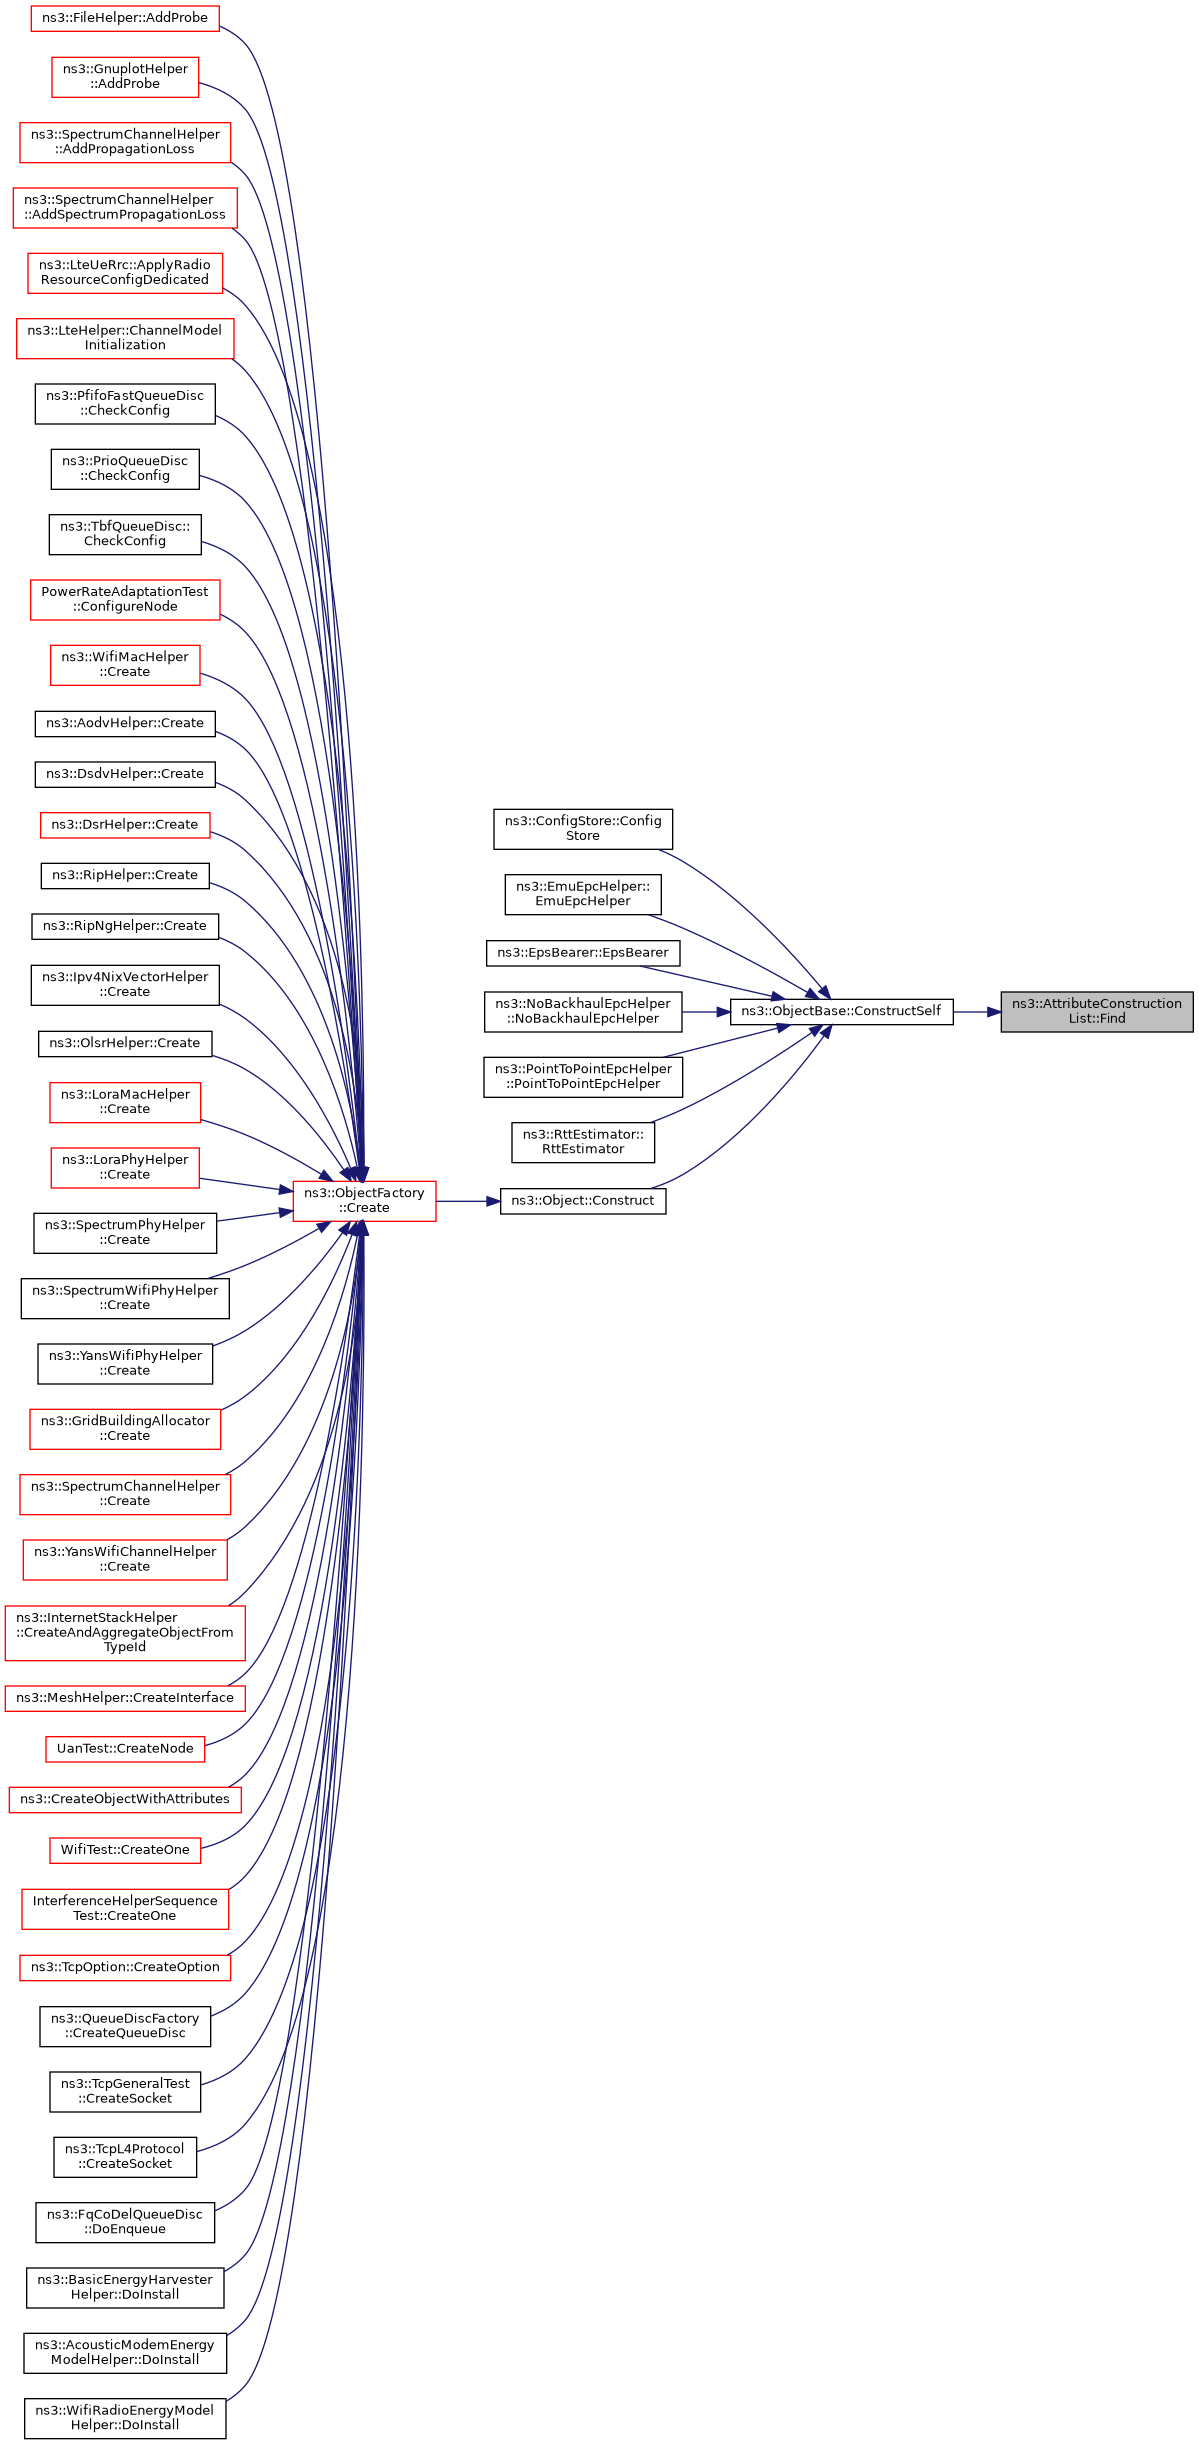 ns3::FileHelper::AddProbe
ns3::GnuplotHelper
::AddProbe
ns3::SpectrumChannelHelper
::AddPropagationLoss
ns3::SpectrumChannelHelper
::AddSpectrumPropagationLoss
ns3::LteUeRrc::ApplyRadio
ResourceConfigDedicated
ns3::LteHelper::ChannelModel
Initialization
ns3::PfifoFastQueueDisc
::CheckConfig
ns3::PrioQueueDisc
::CheckConfig
ns3::TbfQueueDisc::
CheckConfig
PowerRateAdaptationTest
::ConfigureNode
ns3::WifiMacHelper
::Create
ns3::AodvHelper::Create
ns3::DsdvHelper::Create
ns3::DsrHelper::Create
ns3::RipHelper::Create
ns3::RipNgHelper::Create
ns3::Ipv4NixVectorHelper
::Create
ns3::OlsrHelper::Create
ns3::LoraMacHelper
::Create
ns3::LoraPhyHelper
::Create
ns3::SpectrumPhyHelper
::Create
ns3::SpectrumWifiPhyHelper
::Create
ns3::YansWifiPhyHelper
::Create
ns3::GridBuildingAllocator
::Create
ns3::SpectrumChannelHelper
::Create
ns3::YansWifiChannelHelper
::Create
ns3::InternetStackHelper
::CreateAndAggregateObjectFrom
TypeId
ns3::MeshHelper::CreateInterface
UanTest::CreateNode
ns3::CreateObjectWithAttributes
WifiTest::CreateOne
InterferenceHelperSequence
Test::CreateOne
ns3::TcpOption::CreateOption
ns3::QueueDiscFactory
::CreateQueueDisc
ns3::TcpGeneralTest
::CreateSocket
ns3::TcpL4Protocol
::CreateSocket
ns3::FqCoDelQueueDisc
::DoEnqueue
ns3::BasicEnergyHarvester
Helper::DoInstall
ns3::AcousticModemEnergy
ModelHelper::DoInstall
ns3::WifiRadioEnergyModel
Helper::DoInstall
ns3::ObjectFactory
::Create
ns3::ConfigStore::Config
Store
ns3::EmuEpcHelper::
EmuEpcHelper
ns3::EpsBearer::EpsBearer
ns3::NoBackhaulEpcHelper
::NoBackhaulEpcHelper
ns3::PointToPointEpcHelper
::PointToPointEpcHelper
ns3::RttEstimator::
RttEstimator
ns3::Object::Construct
ns3::ObjectBase::ConstructSelf
ns3::AttributeConstruction
List::Find